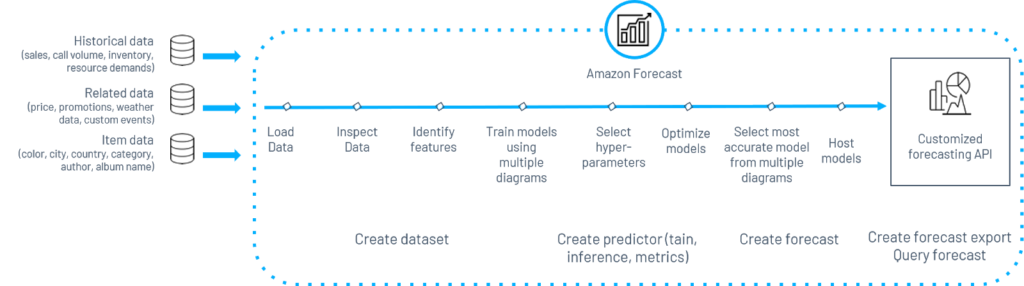 Historical data
(sales, call volume, inventory,
resource demands)
Related data
(price, promotions, weather
data, custom events)
Item data
(color, city, country, category,
author, album name)
Amazon Forecast
Load
Data
Inspect
Data
Identify
features
Train models
using
multiple
diagrams
Select
hyper-
parameters
Optimize
models
Select most
accurate model
from multiple
diagrams
Host
models
Customized
forecasting API
Create dataset
Create predictor (tain,
inference, metrics)
Create forecast
Create forecast export
Query forecast